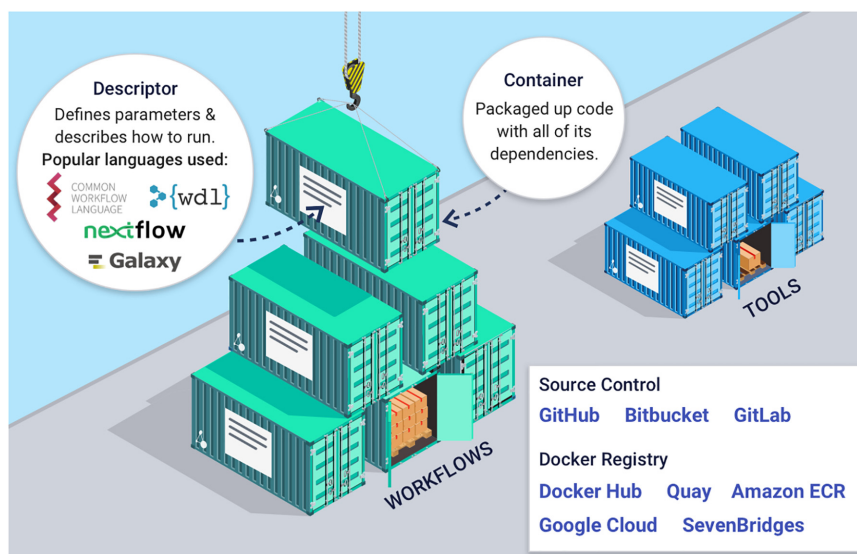 Descriptor
Defines parameters &
describes how to run.
Popular languages used:
COMMON
WORKFLOW
LANGUAGE
{wdl}
nextflow
Galaxy
Container
Packaged up code
with all of its
dependencies.
TOOLS
WORKFLOWS
Source Control
GitHub Bitbucket GitLab
Docker Registry
Docker Hub Quay Amazon ECR
Google Cloud SevenBridges